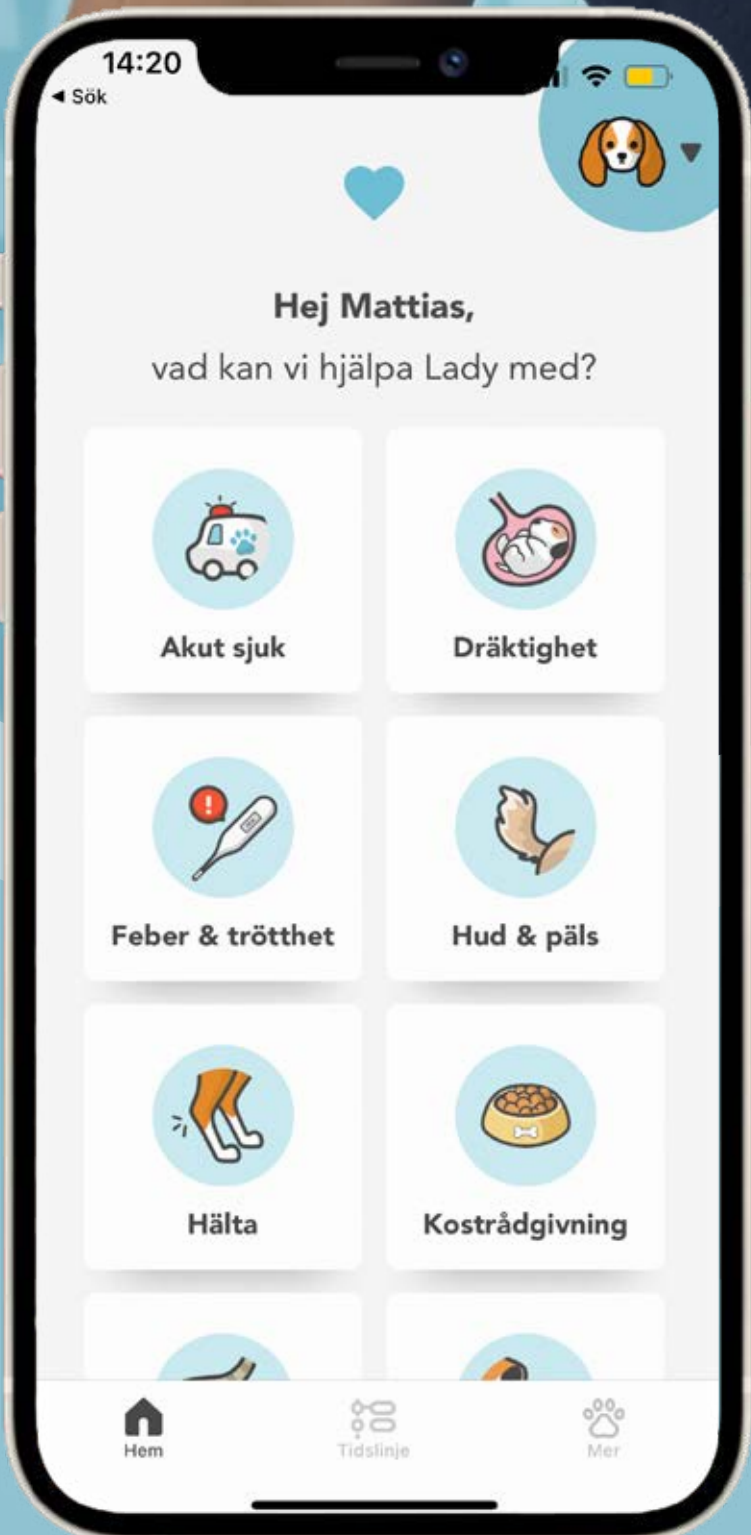 14:20
◀ Sök
Hej Mattias,
vad kan vi hjälpa Lady med?
Akut sjuk
Dräktighet
Feber & trötthet
Hud & päls
Hälta
Kostrådgivning
Hem
Tidslinje
Mer